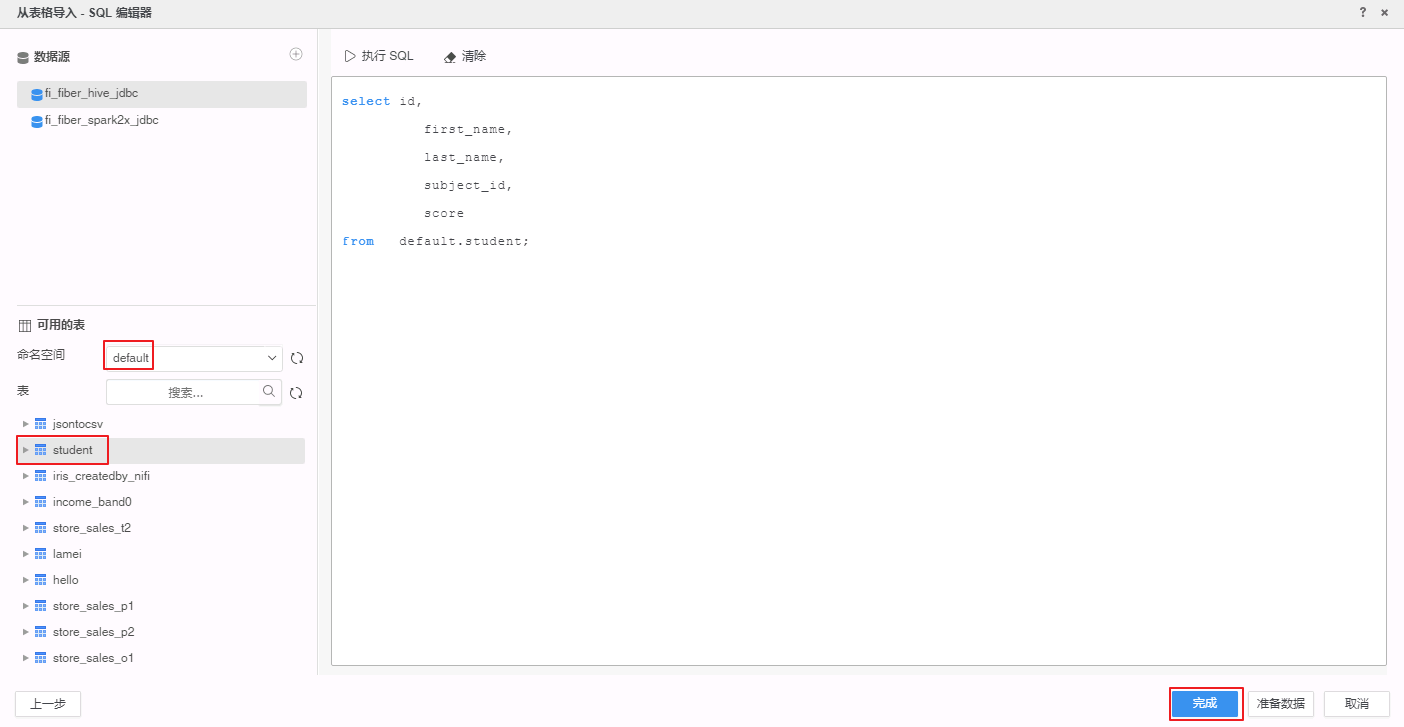 从表格导入 - SQL 编辑器
? ×
数据源
fi_fiber_hive_jdbc
fi_fiber_spark2x_jdbc
可用的表
命名空间 default
表 搜索...
jsontocsv
student
iris_createdby_nifi
income_band0
store_sales_t2
lamei
hello
store_sales_p1
store_sales_p2
store_sales_o1
执行 SQL 清除
select id,
first_name,
last_name,
subject_id,
score
from default.student;
上一步 完成 准备数据 取消